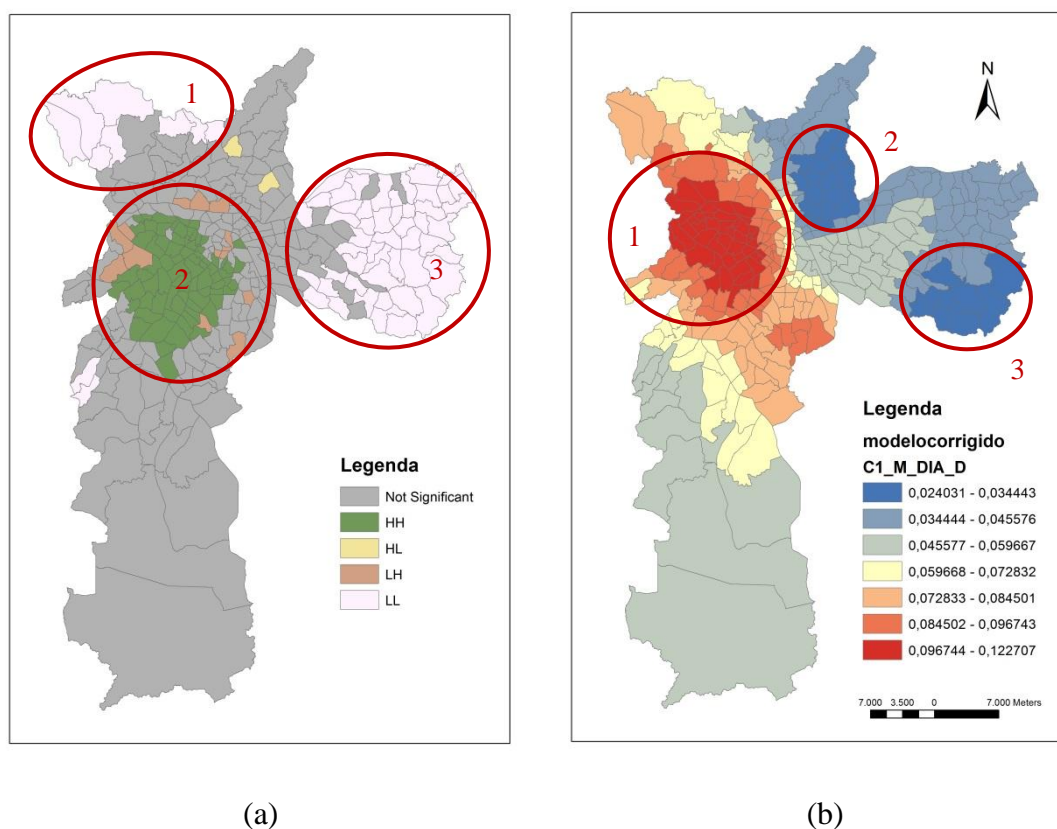 1
2
3
Legenda
Not Significant
HH
HL
LH
LL
(a)
N
1
2
3
Legenda
modelocorrigido
C1_M_DIA_D
0,024031 - 0,034443
0,034444 - 0,045576
0,045577 - 0,059667
0,059668 - 0,072832
0,072833 - 0,084501
0,084502 - 0,096743
0,096744 - 0,122707
7.000 3.500 0 7.000 Meters
(b)